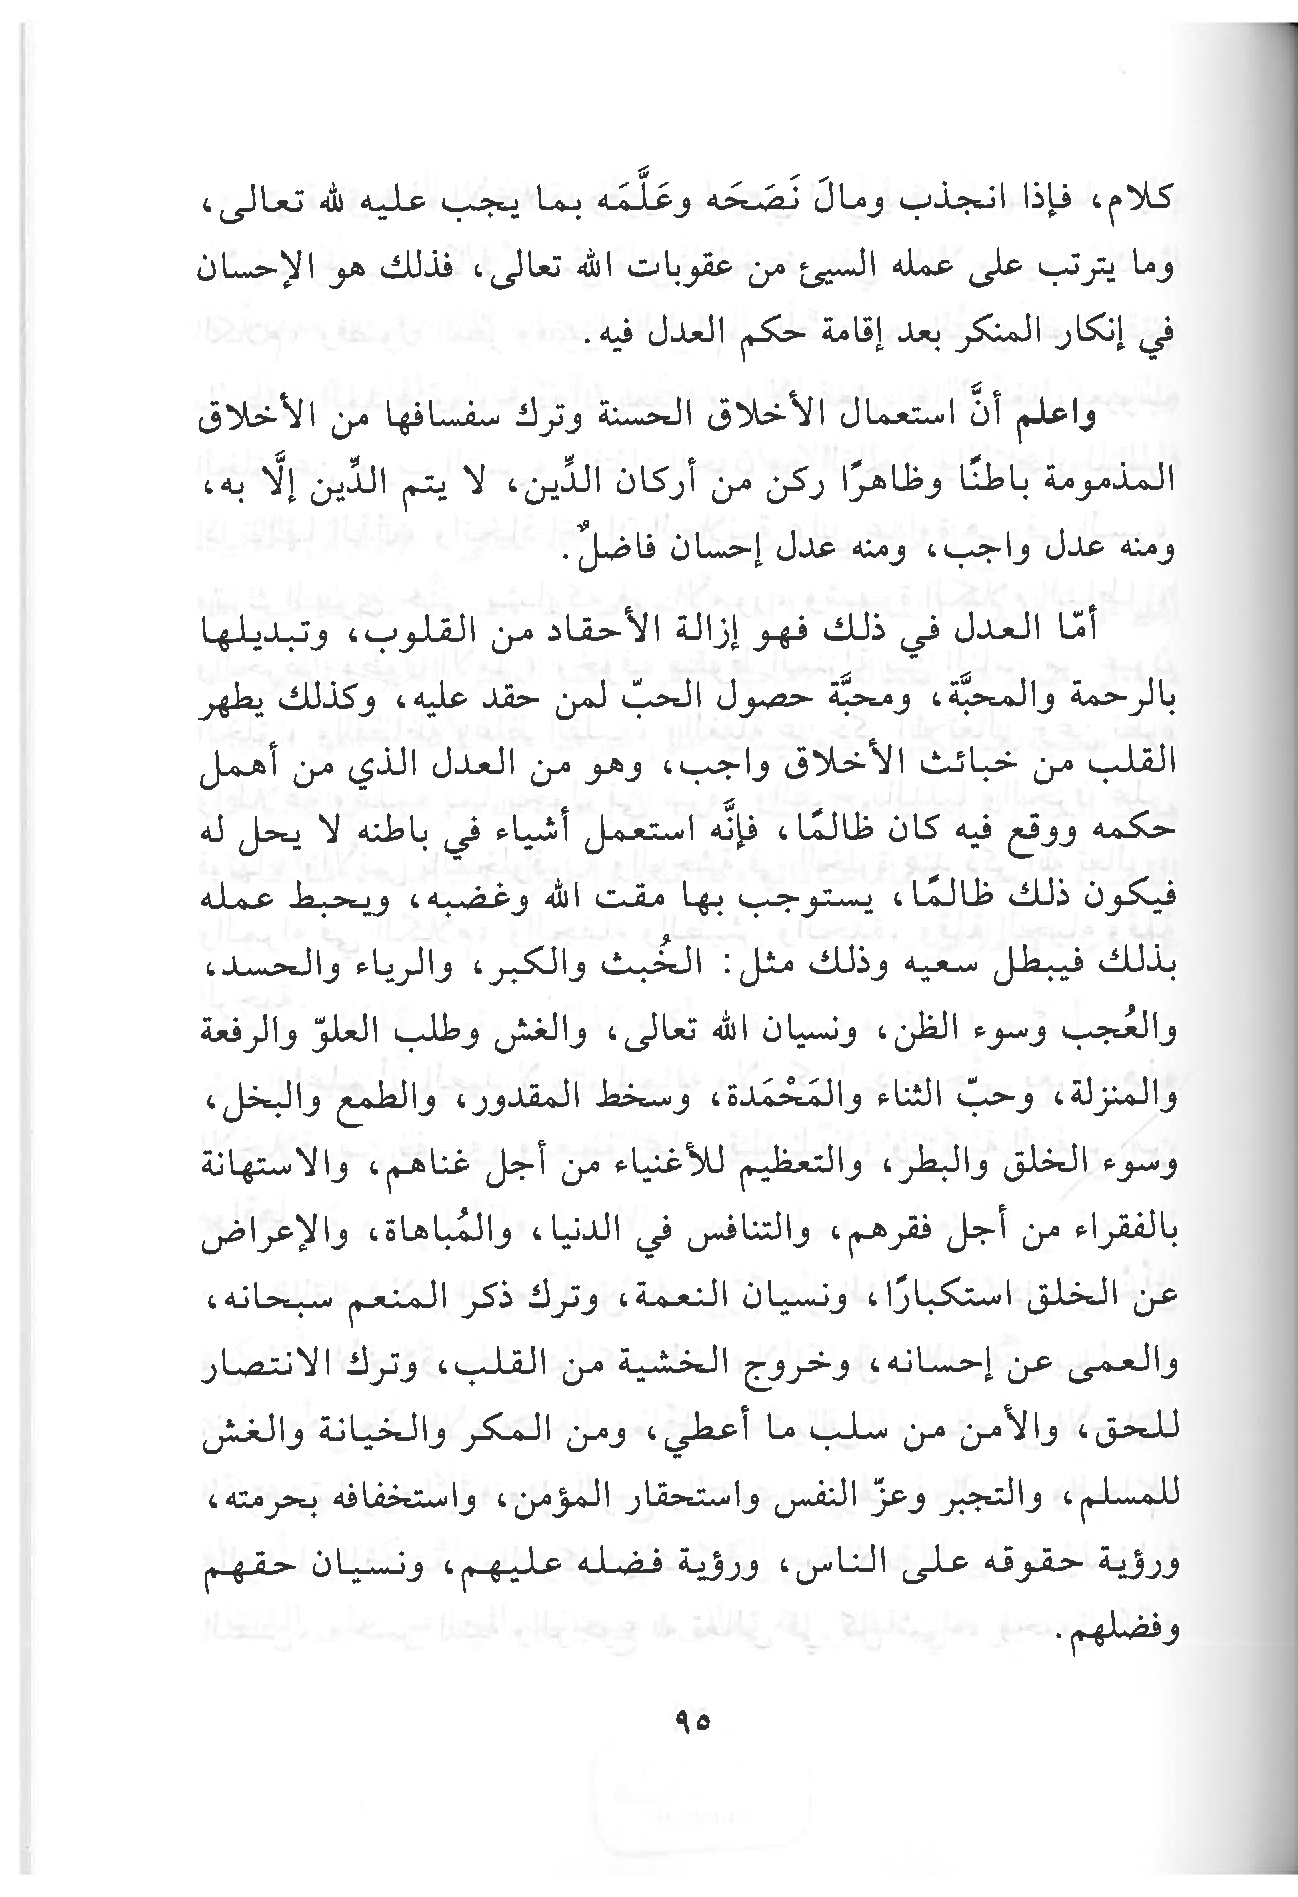 كلام، فإذا انجذب ومالَ نَصَحَه وعَلَّمَه بما يجب عليه لله تعالى،
وما يترتب على عمله السيئ من عقوبات الله تعالى، فذلك هو الإحسان
في إنكار المنكر بعد إقامة حكم العدل فيه.
واعلم أنَّ استعمال الأخلاق الحسنة وترك سفسافها من الأخلاق
المذمومة باطنًا وظاهرًا ركن من أركان الدِّين، لا يتم الدِّين إلَّا به،
ومنه عدل واجب، ومنه عدل إحسان فاضلٌ.
أمّا العدل في ذلك فهو إزالة الأحقاد من القلوب، وتبديلها
بالرحمة والمحبَّة، ومحبَّة حصول الحبّ لمن حقد عليه، وكذلك يطهر
القلب من خبائث الأخلاق واجب، وهو من العدل الذي من أهمل
حكمه ووقع فيه كان ظالمًا، فإنَّه استعمل أشياء في باطنه لا يحل له
فيكون ذلك ظالمًا، يستوجب بها مقت الله وغضبه، ويحبط عمله
بذلك فيبطل سعيه وذلك مثل: الخُبث والكبر، والرياء والحسد،
والعُجب وسوء الظن، ونسيان الله تعالى، والغش وطلب العلوّ والرفعة
والمنزلة، وحبّ الثناء والمَحْمَدة، وسخط المقدور، والطمع والبخل،
وسوء الخلق والبطر، والتعظيم للأغنياء من أجل غناهم، والاستهانة
بالفقراء من أجل فقرهم، والتنافس في الدنيا، والمُباهاة، والإعراض
عن الخلق استكبارًا، ونسيان النعمة، وترك ذكر المنعم سبحانه،
والعمى عن إحسانه، وخروج الخشية من القلب، وترك الانتصار
للحق، والأمن من سلب ما أعطي، ومن المكر والخيانة والغش
للمسلم، والتجبر وعزّ النفس واستحقار المؤمن، واستخفافه بحرمته،
ورؤية حقوقه على الناس، ورؤية فضله عليهم، ونسيان حقهم
وفضلهم.
٩٥